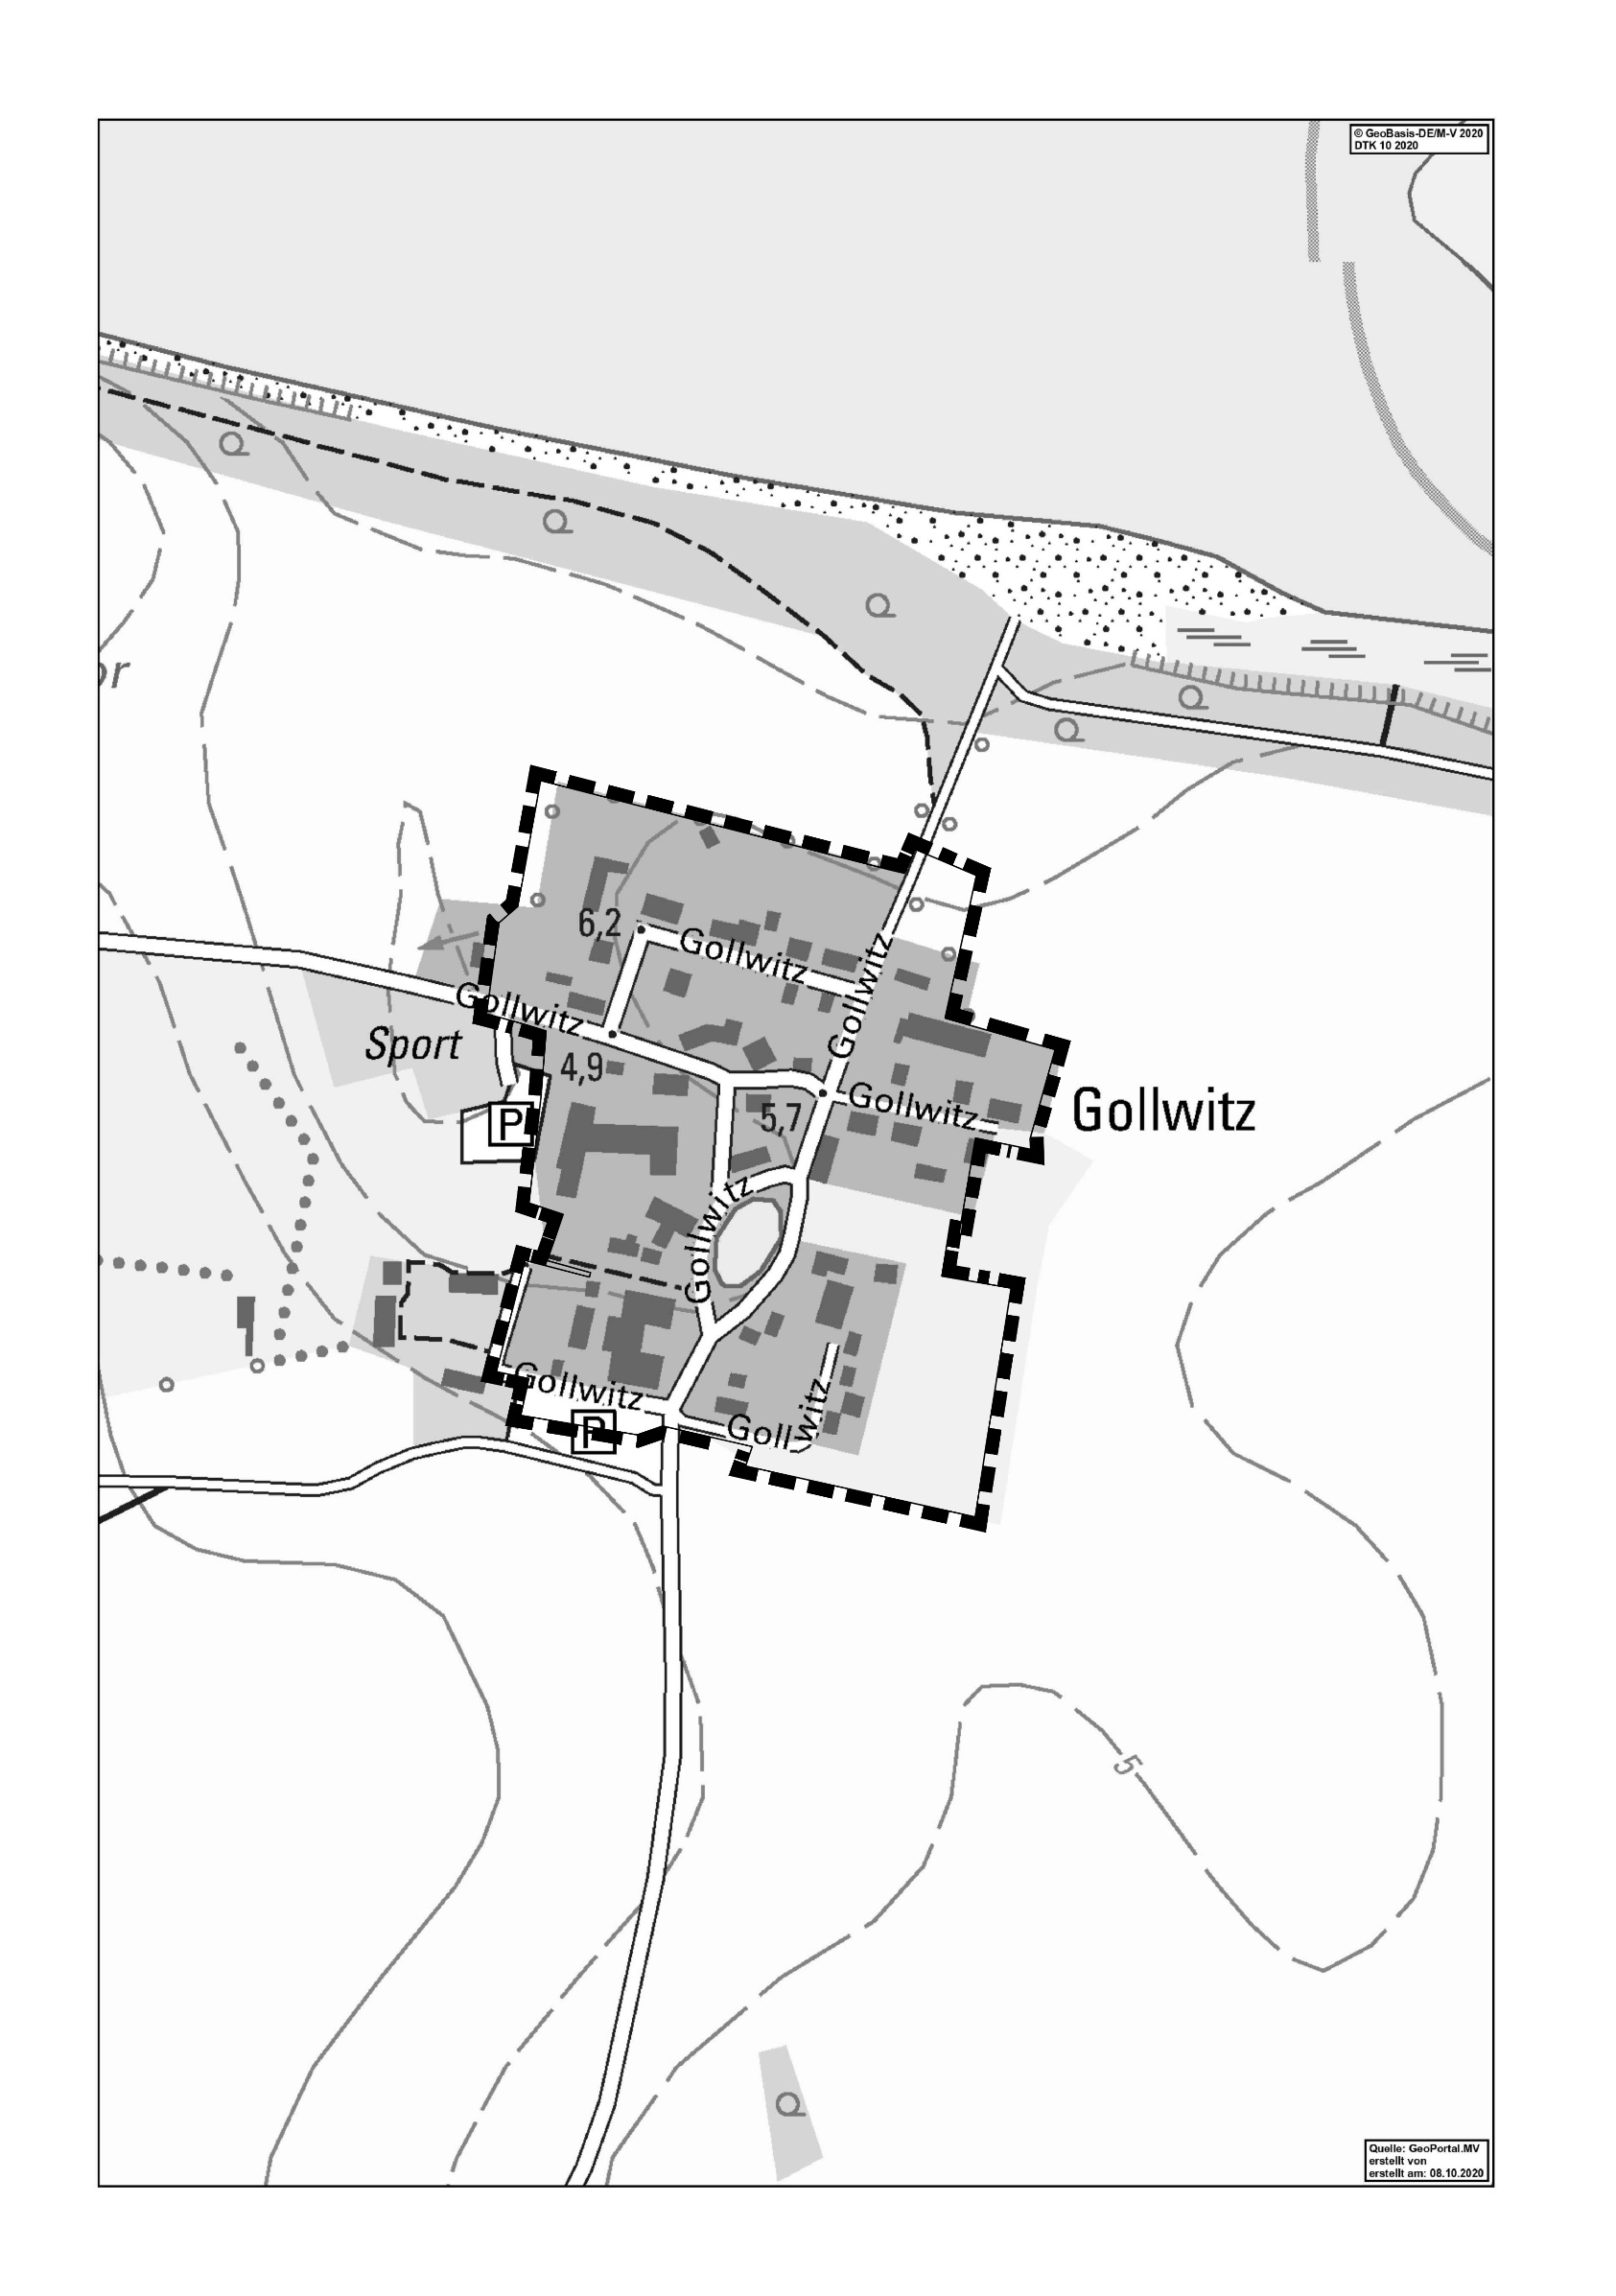 © GeoBasis-DE/M-V 2020
DTK 10 2020
or
6,2
Gollwitz
Gollwitz
Gollwitz
Sport
4,9
5,7
Gollwitz
Gollwitz
P
Gollwitz
Gollwitz
P
Gollwitz
5
Quelle: GeoPortal.MV
erstellt von
erstellt am: 08.10.2020